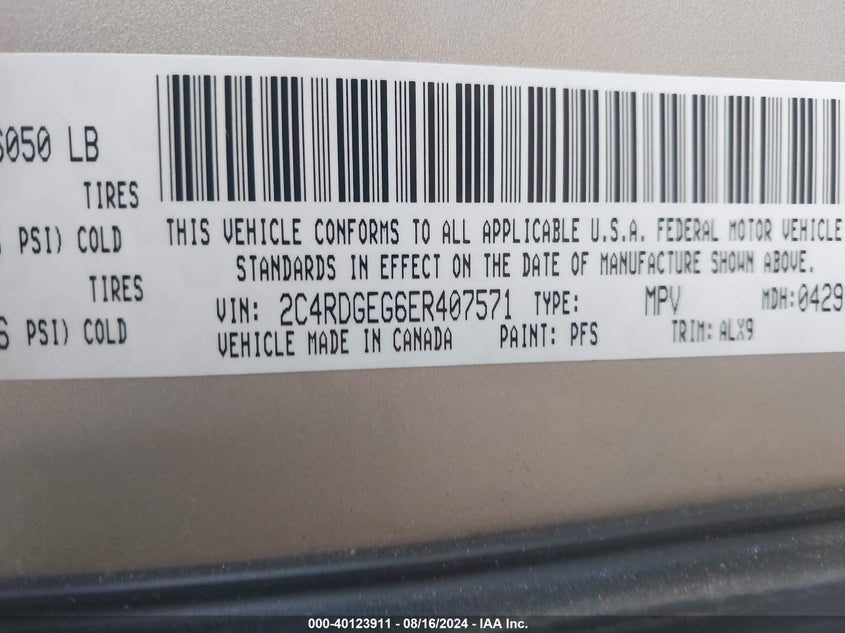 6050 LB
TIRES
PSI) COLD
TIRES
PSI) COLD
THIS VEHICLE CONFORMS TO ALL APPLICABLE U.S.A. FEDERAL MOTOR VEHICLE
STANDARDS IN EFFECT ON THE DATE OF MANUFACTURE SHOWN ABOVE.
VIN: 2C4RDGEG6ER407571 TYPE: MPV MDH:0429
VEHICLE MADE IN CANADA PAINT: PFS TRIM: ALX9
000-40123911 - 08/16/2024 - IAA Inc.